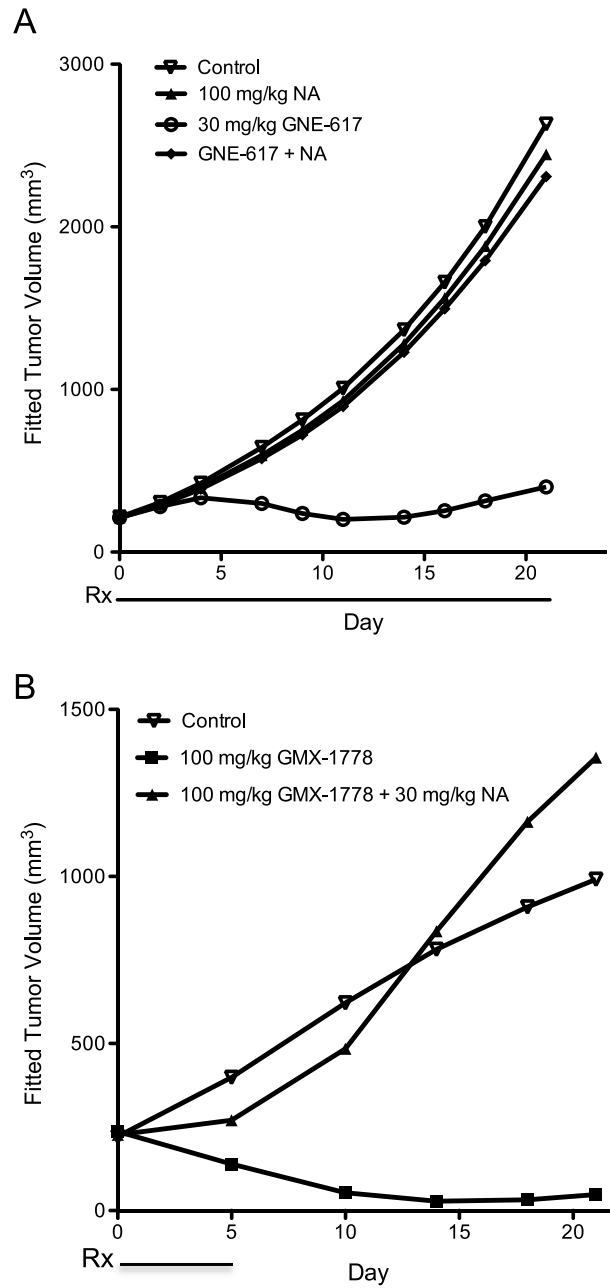 A
Control
100 mg/kg NA
30 mg/kg GNE-617
GNE-617 + NA
Fitted Tumor Volume (mm³)
3000
2000
1000
0
0 5 10 15 20
Rx
Day
B
Control
100 mg/kg GMX-1778
100 mg/kg GMX-1778 + 30 mg/kg NA
Fitted Tumor Volume (mm³)
1500
1000
500
0
0 5 10 15 20
Rx
Day